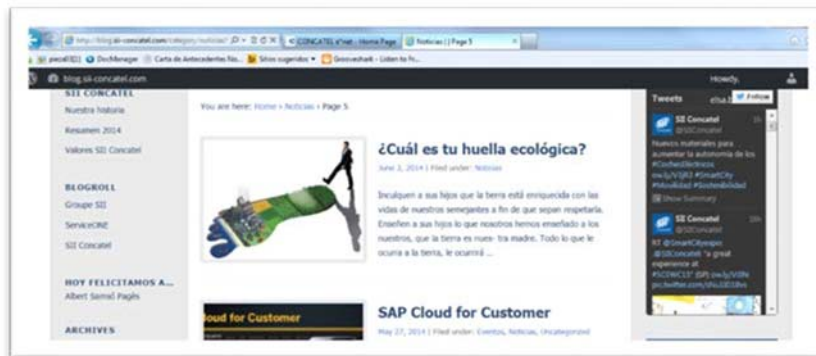 http://blog.sii-concatel.com/category/noticias/
CONCATEL e*net - Home Page
Noticias | | Page 5
DocManager
Carta de Antecedentes No...
Sitios sugeridos
Grooveshark - Listen to Fr...
blog.sii-concatel.com
Howdy,
SII CONCATEL
Nuestra historia
Resumen 2014
Valores SII Concatel
BLOGROLL
Groupe SII
ServiceONE
SII Concatel
HOY FELICITAMOS A...
Albert Samsó Pagès
ARCHIVES
You are here: Home › Noticias › Page 5
¿Cuál es tu huella ecológica?
June 3, 2014 | Filed under: Noticias
Inculquen a sus hijos que la tierra está enriquecida con las
vidas de nuestros semejantes a fin de que sepan respetarla.
Enseñen a sus hijos lo que nosotros hemos enseñado a los
nuestros, que la tierra es nues- tra madre. Todo lo que le
ocurra a la tierra, le ocurrirá ...
loud for Customer
SAP Cloud for Customer
May 27, 2014 | Filed under: Eventos, Noticias, Uncategorized
Tweets
Follow
SII Concatel
@SIIConcatel
Nuevos materiales para
aumentar la autonomía de los
#CochesEléctricos
#SmartCity
#Movilidad #Sostenibilidad
Show Summary
SII Concatel
@SIIConcatel
RT @SmartCityexpo:
.@SIIConcatel "a great
experience at